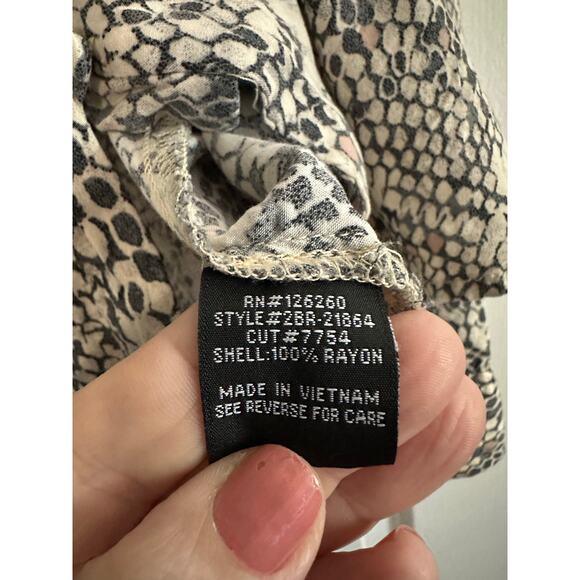 RN#126260
STYLE#2BR-21864
CUT#7754
SHELL:100% RAYON
MADE IN VIETNAM
SEE REVERSE FOR CARE